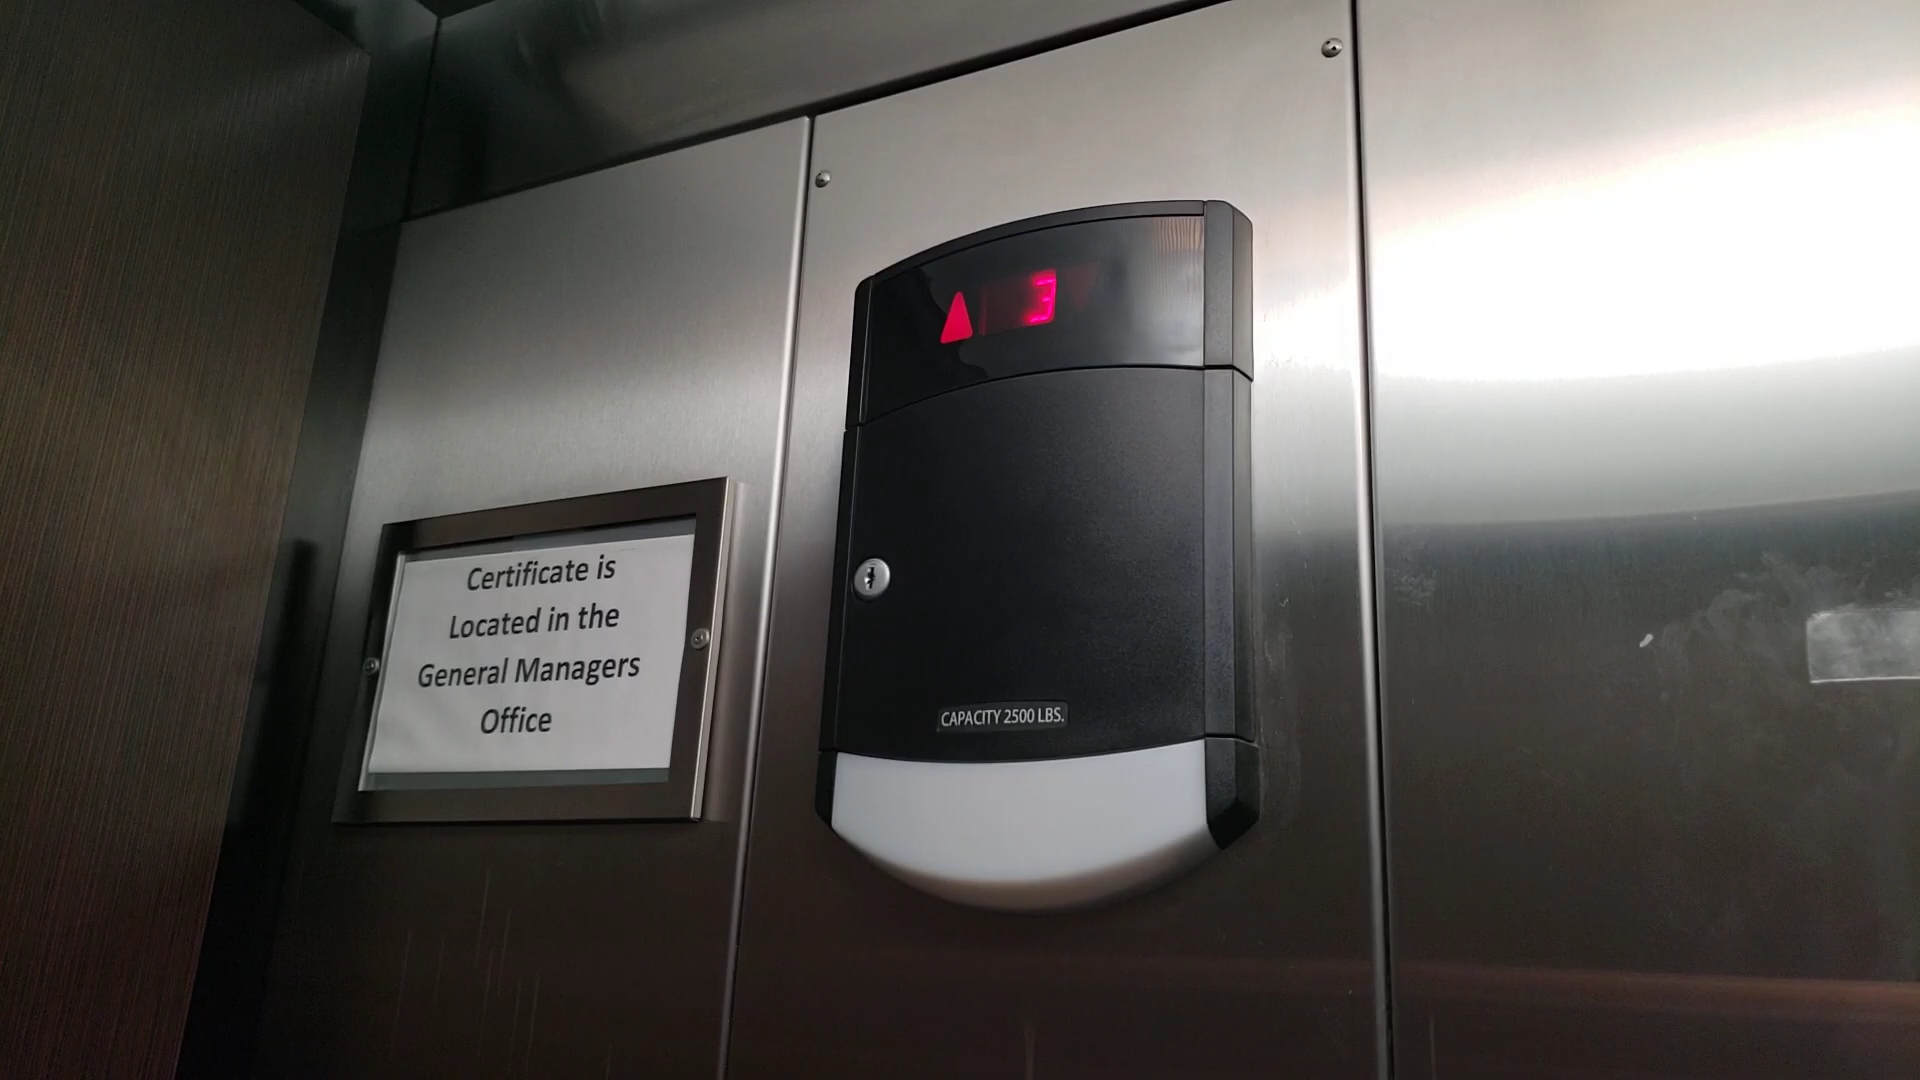 3
Certificate is
Located in the
General Managers
Office
CAPACITY 2500 LBS.